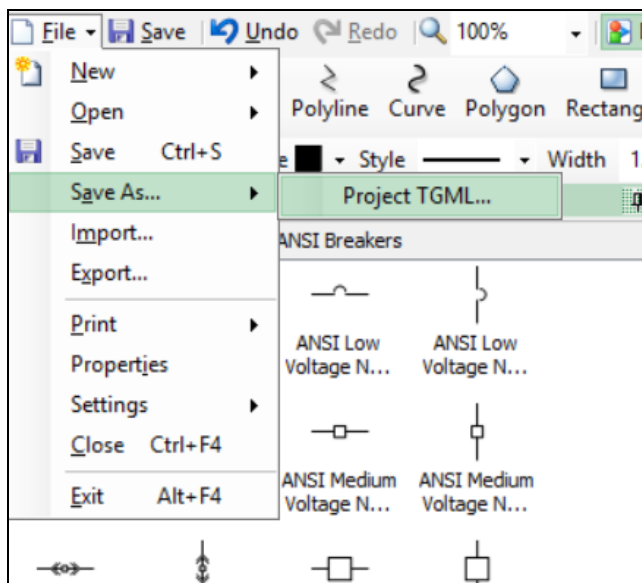 File Save Undo Redo 100%
New
Open
Save Ctrl+S
Save As...
Import...
Export...
Print
Properties
Settings
Close Ctrl+F4
Exit Alt+F4
Project TGML...
Polyline Curve Polygon Rectang
e Style Width 1
ANSI Breakers
ANSI Low
Voltage N...
ANSI Low
Voltage N...
ANSI Medium
Voltage N...
ANSI Medium
Voltage N...